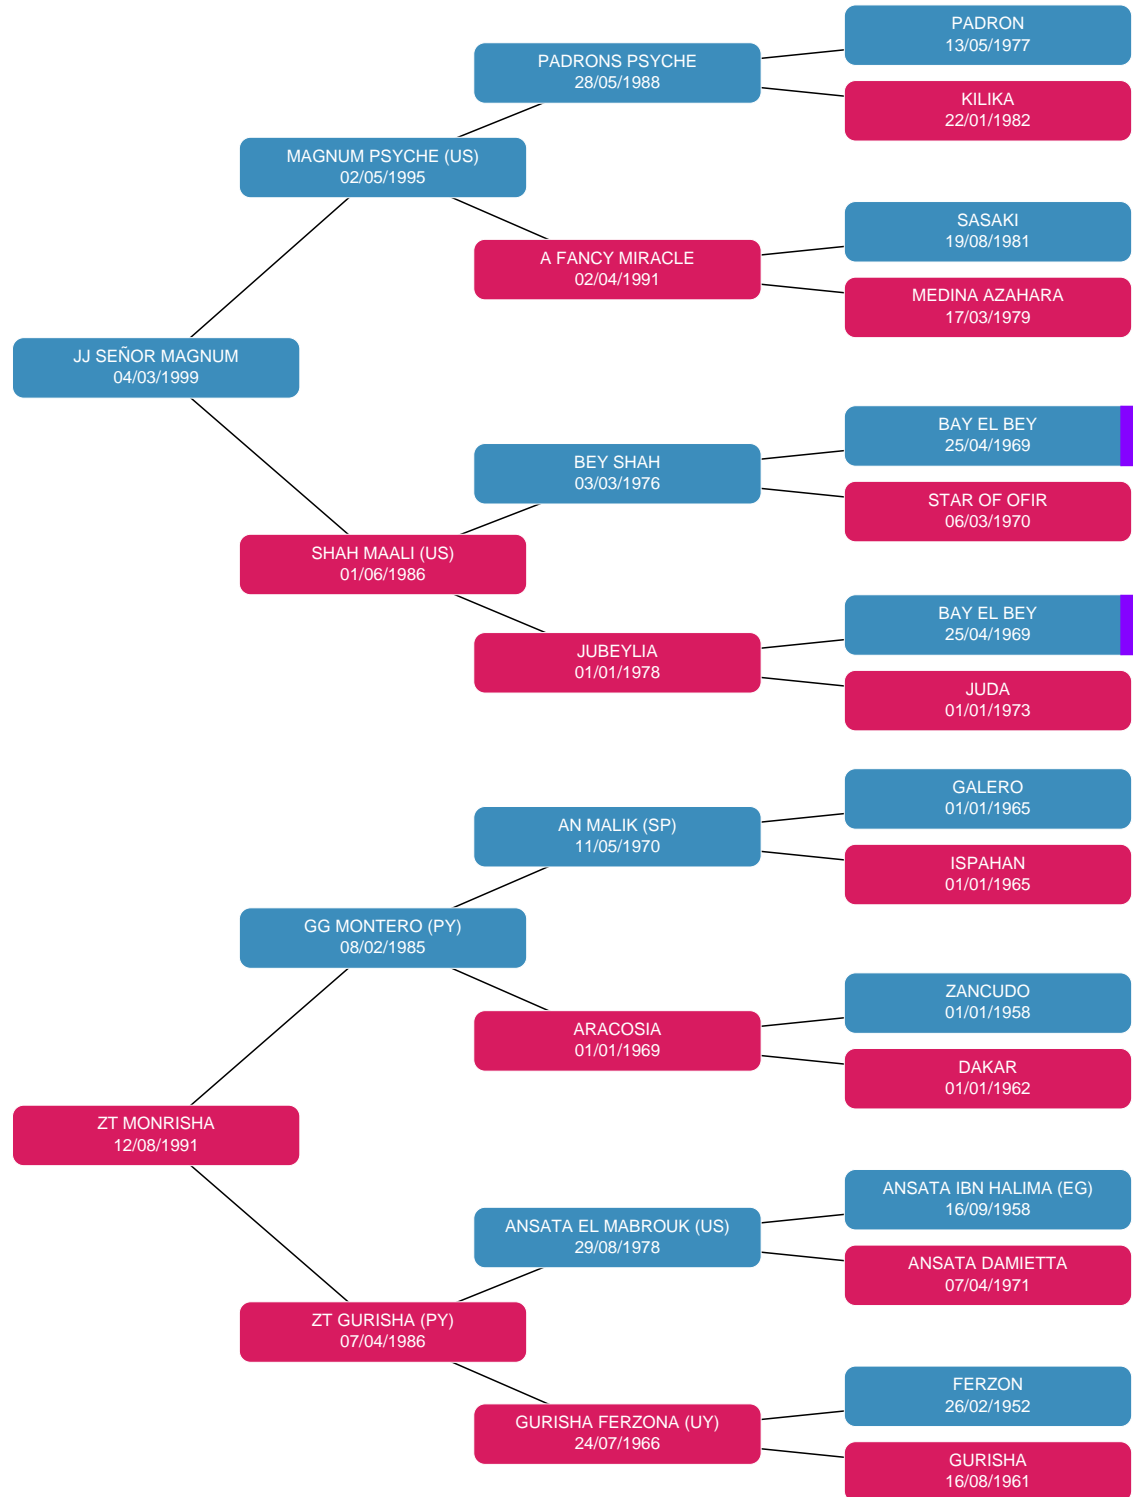 PADRON
13/05/1977
PADRONS PSYCHE
28/05/1988
KILIKA
22/01/1982
MAGNUM PSYCHE (US)
02/05/1995
SASAKI
19/08/1981
A FANCY MIRACLE
02/04/1991
MEDINA AZAHARA
17/03/1979
JJ SEÑOR MAGNUM
04/03/1999
BAY EL BEY
25/04/1969
BEY SHAH
03/03/1976
STAR OF OFIR
06/03/1970
SHAH MAALI (US)
01/06/1986
BAY EL BEY
25/04/1969
JUBEYLIA
01/01/1978
JUDA
01/01/1973
GALERO
01/01/1965
AN MALIK (SP)
11/05/1970
ISPAHAN
01/01/1965
GG MONTERO (PY)
08/02/1985
ZANCUDO
01/01/1958
ARACOSIA
01/01/1969
DAKAR
01/01/1962
ZT MONRISHA
12/08/1991
ANSATA IBN HALIMA (EG)
16/09/1958
ANSATA EL MABROUK (US)
29/08/1978
ANSATA DAMIETTA
07/04/1971
ZT GURISHA (PY)
07/04/1986
FERZON
26/02/1952
GURISHA FERZONA (UY)
24/07/1966
GURISHA
16/08/1961